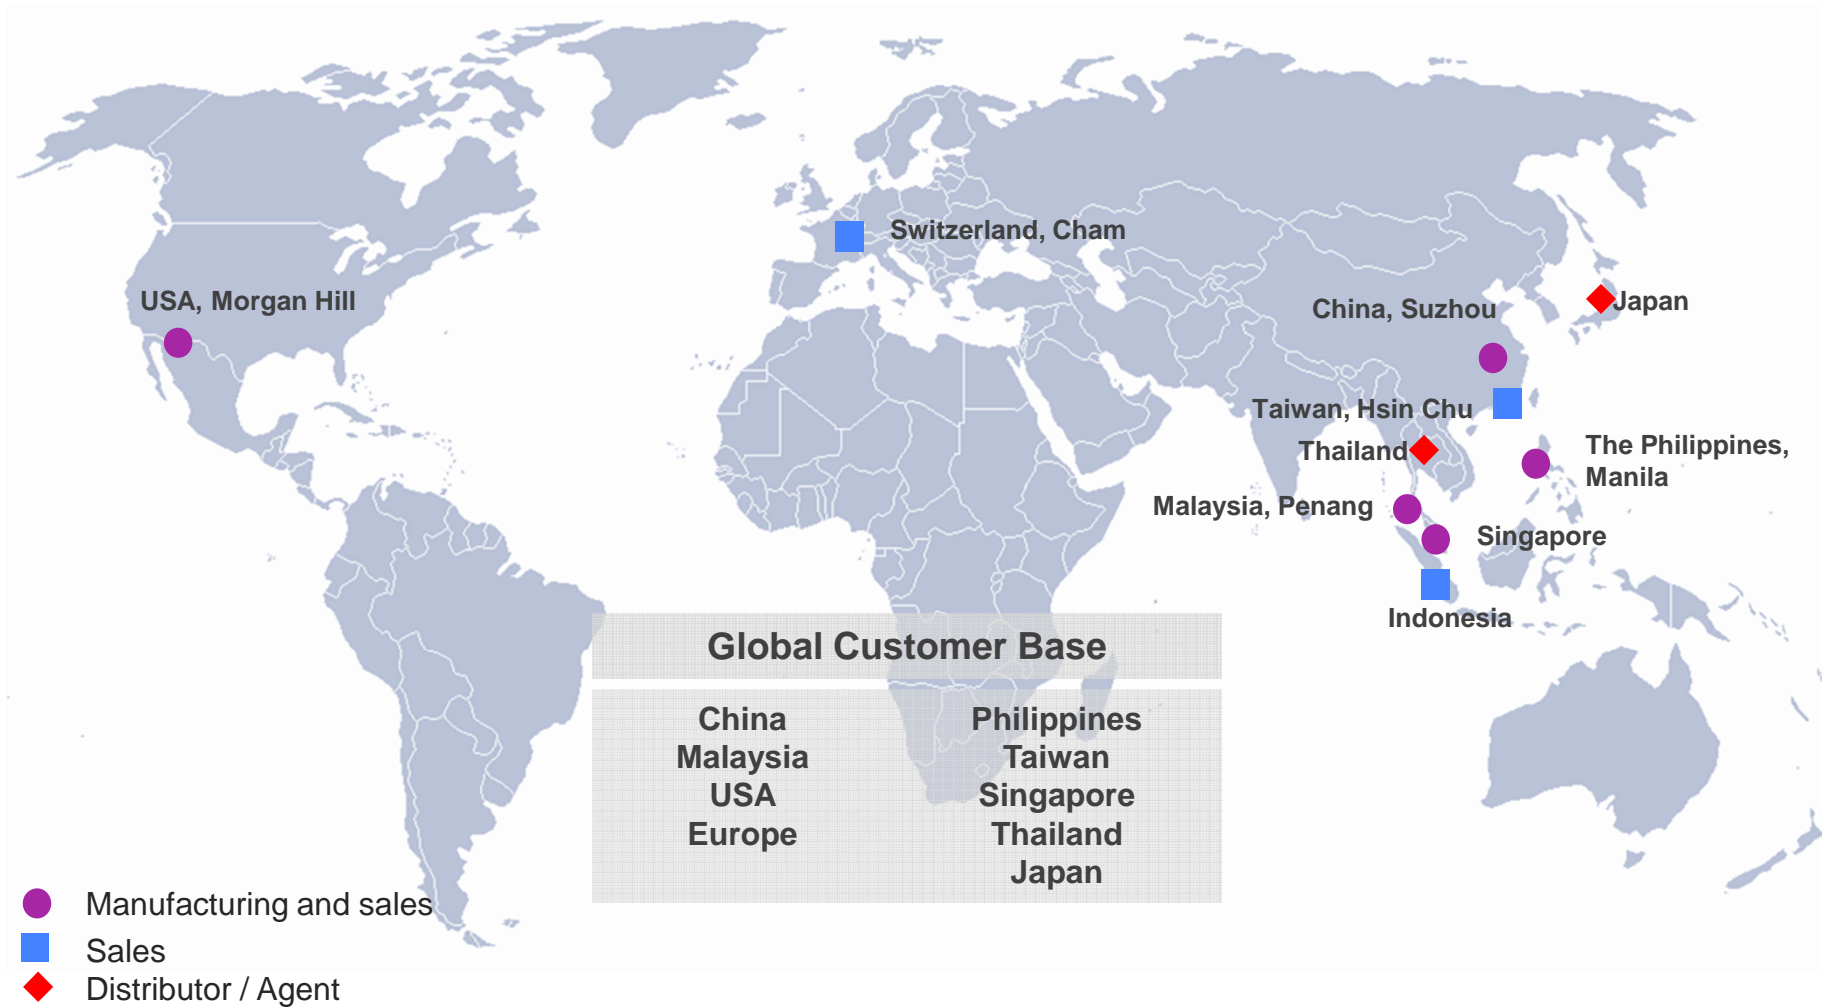 Switzerland, Cham
USA, Morgan Hill
China, Suzhou
Japan
Taiwan, Hsin Chu
Thailand
The Philippines,
Manila
Malaysia, Penang
Singapore
Indonesia
Global Customer Base
China
Malaysia
USA
Europe
Philippines
Taiwan
Singapore
Thailand
Japan
Manufacturing and sales
Sales
Distributor / Agent